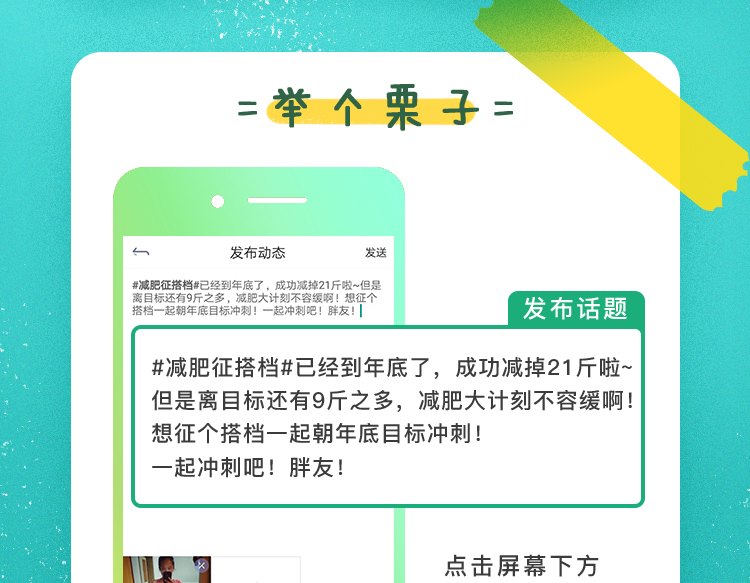 =举个栗子=
发布动态 发送
#减肥征搭档#已经到年底了，成功减掉21斤啦~但是
离目标还有9斤之多，减肥大计刻不容缓啊！想征个
搭档一起朝年底目标冲刺！一起冲刺吧！胖友！
发布话题
#减肥征搭档#已经到年底了，成功减掉21斤啦~
但是离目标还有9斤之多，减肥大计刻不容缓啊！
想征个搭档一起朝年底目标冲刺！
一起冲刺吧！胖友！
点击屏幕下方